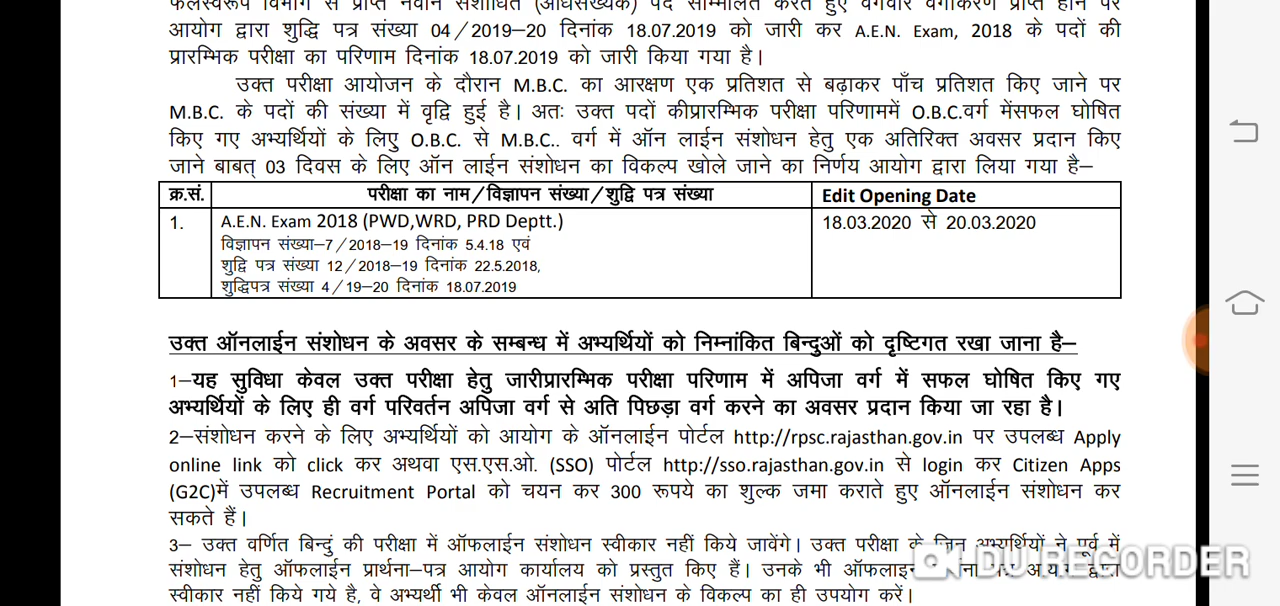 फलस्वरूप विभाग से प्राप्त नवीन संशोधित (अधिसंख्यक) पद सम्मिलित करते हुए वर्गवार वर्गीकरण प्राप्त होने पर
आयोग द्वारा शुद्धि पत्र संख्या 04/2019–20 दिनांक 18.07.2019 को जारी कर A.E.N. Exam, 2018 के पदों की
प्रारम्भिक परीक्षा का परिणाम दिनांक 18.07.2019 को जारी किया गया है।
उक्त परीक्षा आयोजन के दौरान M.B.C. का आरक्षण एक प्रतिशत से बढ़ाकर पाँच प्रतिशत किए जाने पर
M.B.C. के पदों की संख्या में वृद्वि हुई है। अतः उक्त पदों कीप्रारम्भिक परीक्षा परिणाममें O.B.C.वर्ग मेंसफल घोषित
किए गए अभ्यर्थियों के लिए O.B.C. से M.B.C.. वर्ग में ऑन लाईन संशोधन हेतु एक अतिरिक्त अवसर प्रदान किए
जाने बाबत् 03 दिवस के लिए ऑन लाईन संशोधन का विकल्प खोले जाने का निर्णय आयोग द्वारा लिया गया है–
क्र.सं. परीक्षा का नाम/विज्ञापन संख्या/शुद्वि पत्र संख्या Edit Opening Date
1. A.E.N. Exam 2018 (PWD,WRD, PRD Deptt.) 18.03.2020 से 20.03.2020
विज्ञापन संख्या–7/2018–19 दिनांक 5.4.18 एवं
शुद्वि पत्र संख्या 12/2018–19 दिनांक 22.5.2018,
शुद्धिपत्र संख्या 4/19–20 दिनांक 18.07.2019
उक्त ऑनलाईन संशोधन के अवसर के सम्बन्ध में अभ्यर्थियों को निम्नांकित बिन्दुओं को दृष्टिगत रखा जाना है–
1–यह सुविधा केवल उक्त परीक्षा हेतु जारीप्रारम्भिक परीक्षा परिणाम में अपिजा वर्ग में सफल घोषित किए गए
अभ्यर्थियों के लिए ही वर्ग परिवर्तन अपिजा वर्ग से अति पिछड़ा वर्ग करने का अवसर प्रदान किया जा रहा है।
2–संशोधन करने के लिए अभ्यर्थियों को आयोग के ऑनलाईन पोर्टल http://rpsc.rajasthan.gov.in पर उपलब्ध Apply
online link को click कर अथवा एस.एस.ओ. (SSO) पोर्टल http://sso.rajasthan.gov.in से login कर Citizen Apps
(G2C)में उपलब्ध Recruitment Portal को चयन कर 300 रूपये का शुल्क जमा कराते हुए ऑनलाईन संशोधन कर
सकते हैं।
3– उक्त वर्णित बिन्दुं की परीक्षा में ऑफलाईन संशोधन स्वीकार नहीं किये जावेंगे। उक्त परीक्षा के जिन अभ्यर्थियों ने पूर्व में
संशोधन हेतु ऑफलाईन प्रार्थना–पत्र आयोग कार्यालय को प्रस्तुत किए हैं। उनके भी ऑफलाइन
स्वीकार नहीं किये गये है, वे अभ्यर्थी भी केवल ऑनलाईन संशोधन के विकल्प का ही उपयोग करें।
DU RECORDER